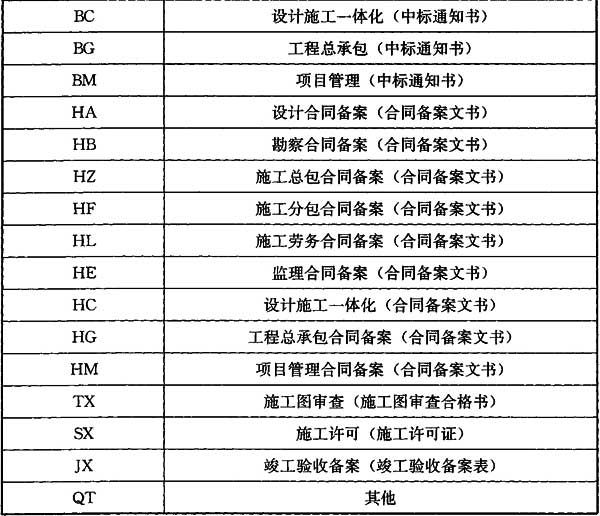 BC 设计施工一体化（中标通知书）
BG 工程总承包（中标通知书）
BM 项目管理（中标通知书）
HA 设计合同备案（合同备案文书）
HB 勘察合同备案（合同备案文书）
HZ 施工总包合同备案（合同备案文书）
HF 施工分包合同备案（合同备案文书）
HL 施工劳务合同备案（合同备案文书）
HE 监理合同备案（合同备案文书）
HC 设计施工一体化（合同备案文书）
HG 工程总承包合同备案（合同备案文书）
HM 项目管理合同备案（合同备案文书）
TX 施工图审查（施工图审查合格书）
SX 施工许可（施工许可证）
JX 竣工验收备案（竣工验收备案表）
QT 其他